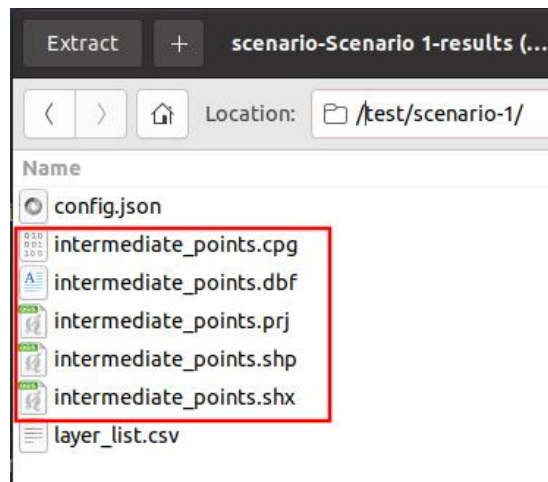 Extract + scenario-Scenario 1-results (...
Location: /test/scenario-1/
Name
config.json
intermediate_points.cpg
intermediate_points.dbf
intermediate_points.prj
intermediate_points.shp
intermediate_points.shx
layer_list.csv